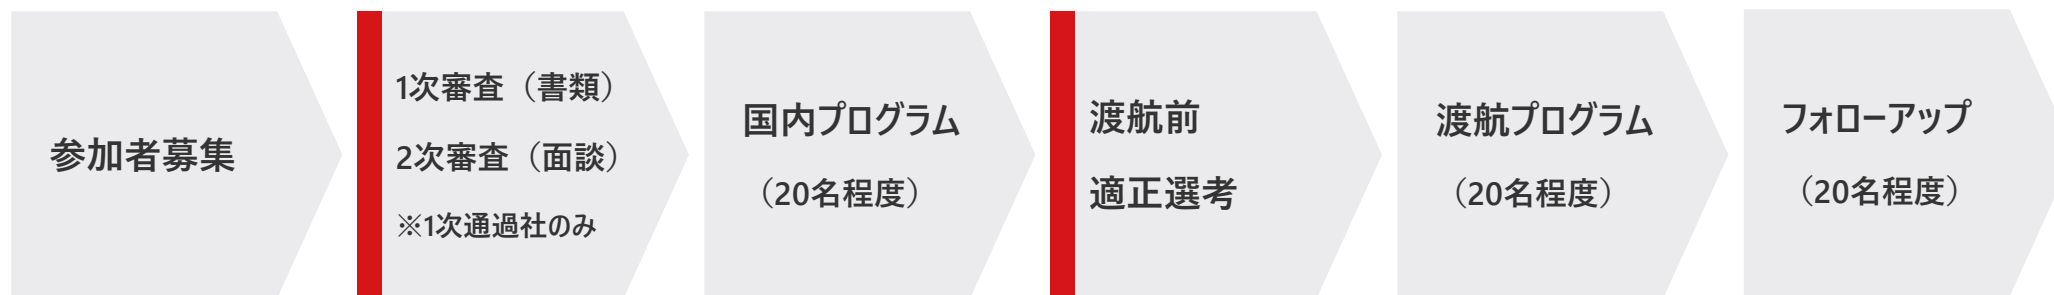 参加者募集
1次審査（書類）
2次審査（面談）
※1次通過社のみ
国内プログラム
（20名程度）
渡航前
適正選考
渡航プログラム
（20名程度）
フォローアップ
（20名程度）